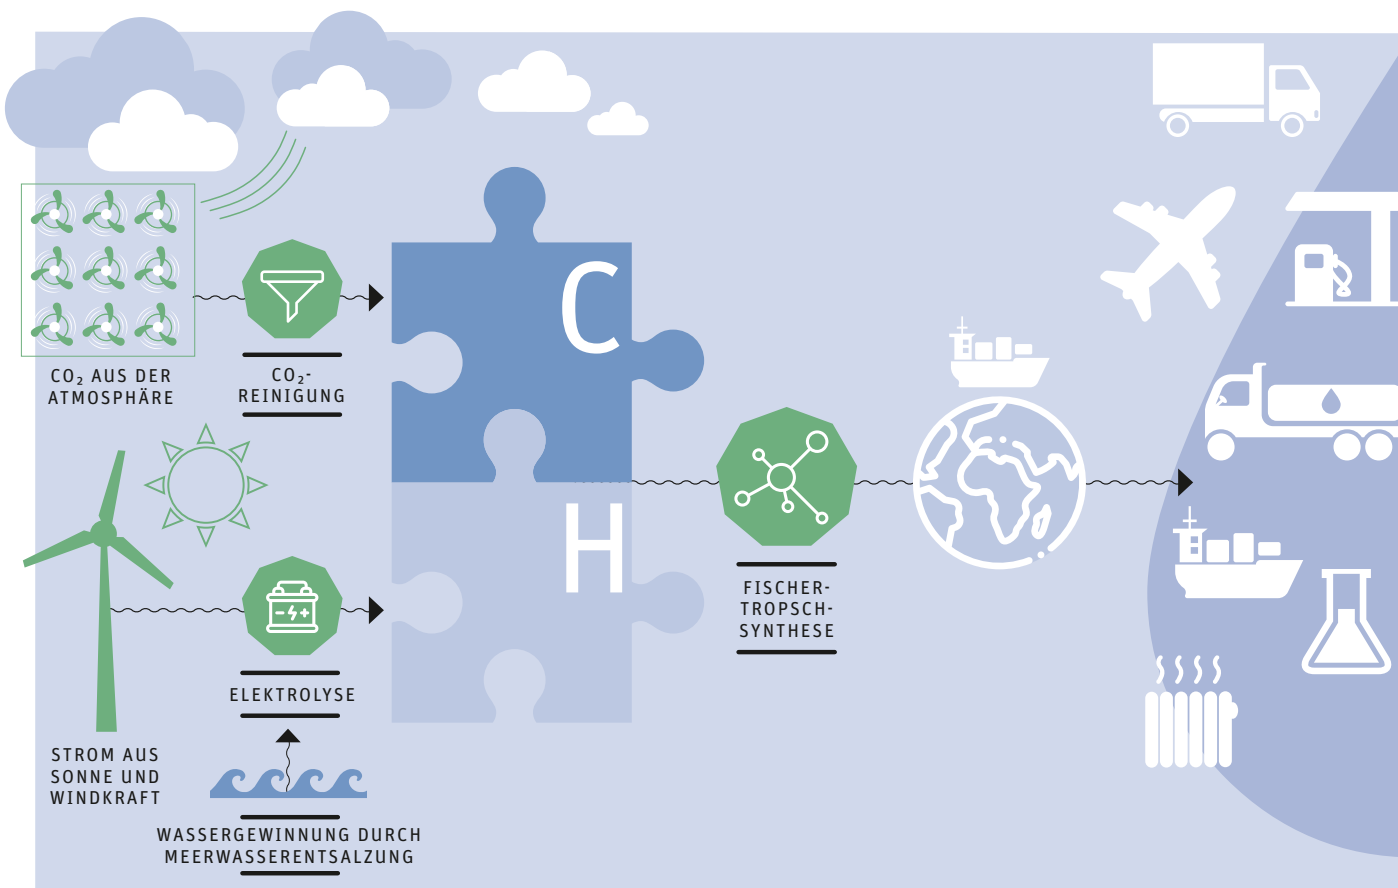 CO₂ AUS DER
ATMOSPHÄRE
CO₂-
REINIGUNG
C
H
FISCHER-
TROPSCH-
SYNTHESE
ELEKTROLYSE
STROM AUS
SONNE UND
WINDKRAFT
WASSERGEWINNUNG DURCH
MEERWASSERENTSALZUNG